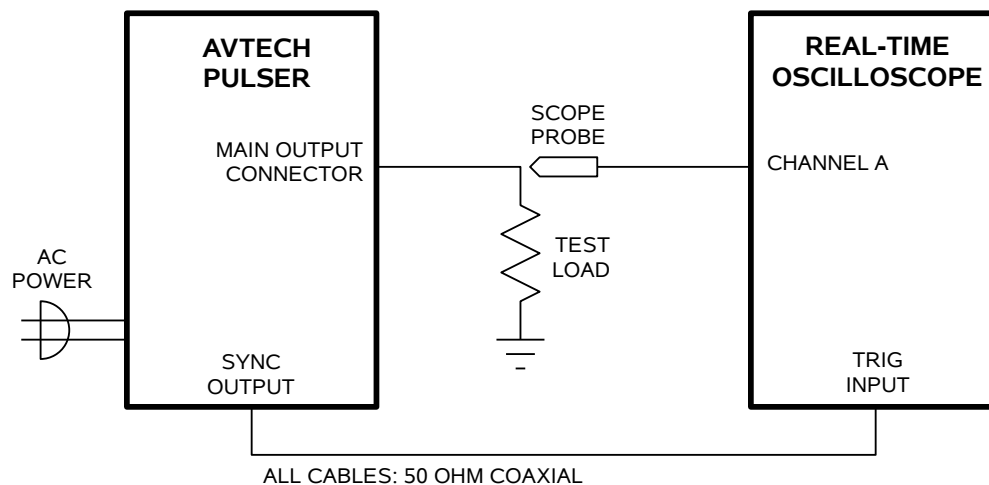 AVTECH
PULSER
MAIN OUTPUT
CONNECTOR
AC
POWER
SYNC
OUTPUT
SCOPE
PROBE
TEST
LOAD
REAL-TIME
OSCILLOSCOPE
CHANNEL A
TRIG
INPUT
ALL CABLES: 50 OHM COAXIAL